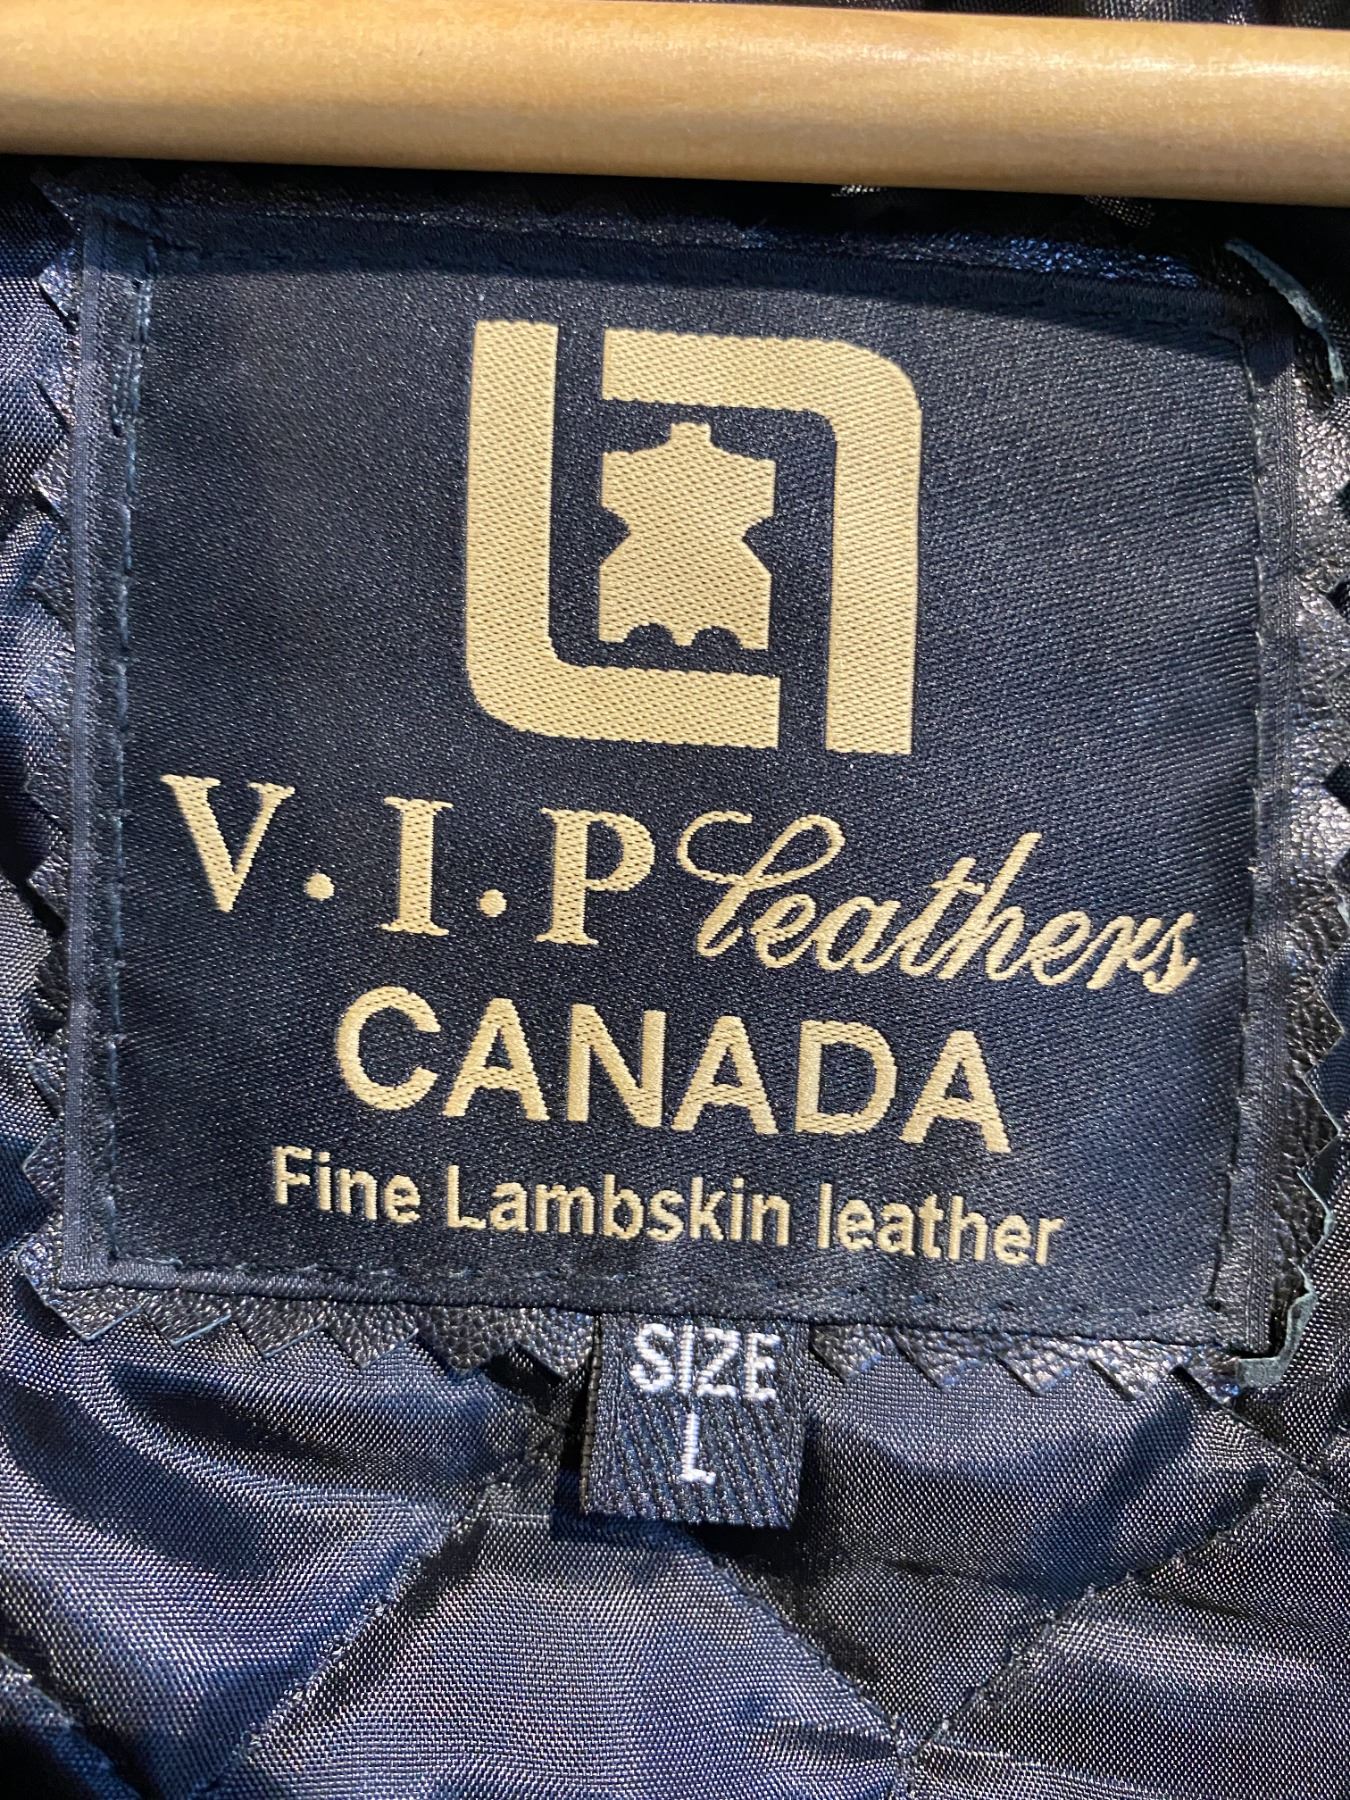 V.I.P Leathers
CANADA
Fine Lambskin leather
SIZE
L